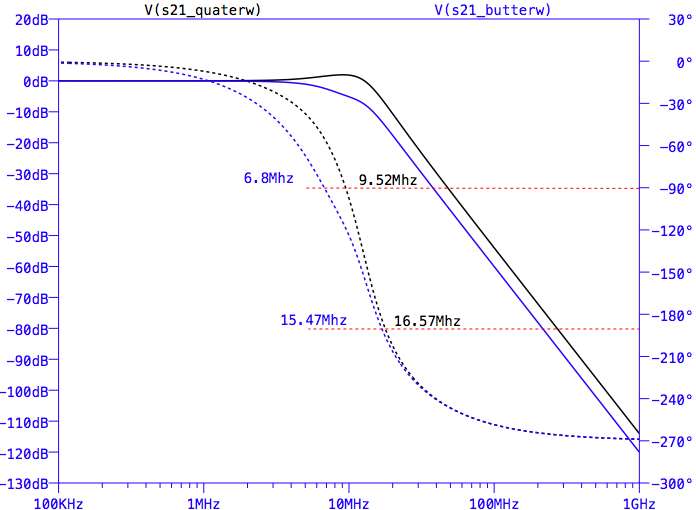 V(s21_quaterw) V(s21_butterw)
20dB 30°
10dB 0°
0dB -30°
-10dB -60°
-20dB -90°
-30dB -120°
-40dB -150°
-50dB -180°
-60dB -210°
-70dB -240°
-80dB -270°
-90dB -300°
-100dB
-110dB
-120dB
-130dB
6.8Mhz 9.52Mhz
15.47Mhz 16.57Mhz
100KHz 1MHz 10MHz 100MHz 1GHz